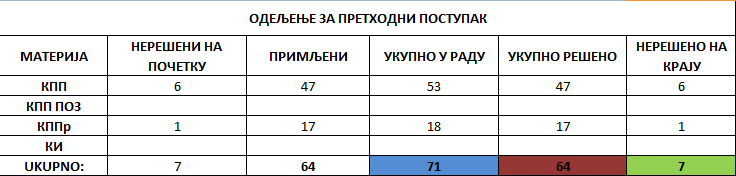 ОДЕЉЕЊЕ ЗА ПРЕТХОДНИ ПОСТУПАК
МАТЕРИЈА НЕРЕШЕНИ НА ПОЧЕТКУ ПРИМЉЕНИ УКУПНО У РАДУ УКУПНО РЕШЕНО НЕРЕШЕНО НА КРАЈУ
КПП 6 47 53 47 6
КПП ПОЗ
КППр 1 17 18 17 1
КИ
UKUPNO: 7 64 71 64 7